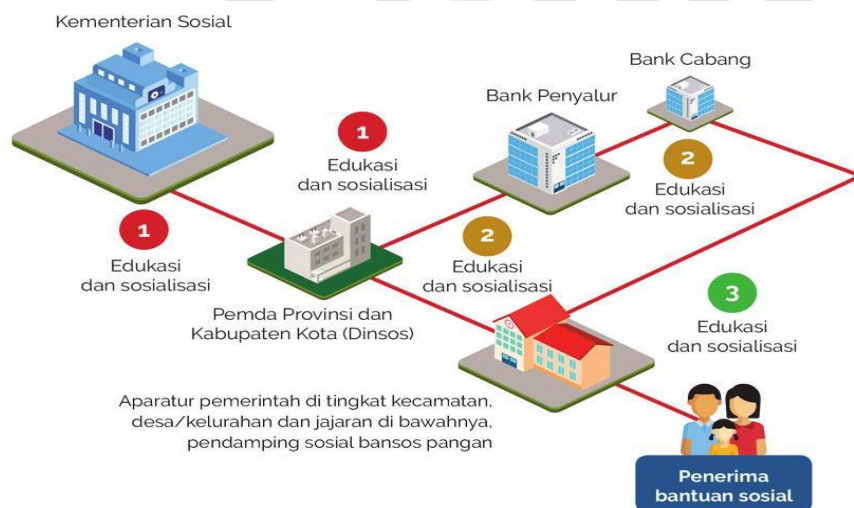 Kementerian Sosial
Bank Cabang
Bank Penyalur
1
Edukasi
dan sosialisasi
2
Edukasi
dan sosialisasi
1
Edukasi
dan sosialisasi
2
Edukasi
dan sosialisasi
Pemda Provinsi dan
Kabupaten Kota (Dinsos)
3
Edukasi
dan sosialisasi
Aparatur pemerintah di tingkat kecamatan,
desa/kelurahan dan jajaran di bawahnya,
pendamping sosial bansos pangan
Penerima
bantuan sosial